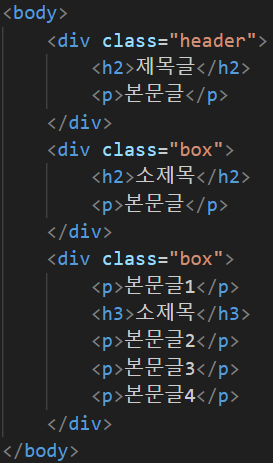 <body>
<div class="header">
<h2>제목글</h2>
<p>본문글</p>
</div>
<div class="box">
<h2>소제목</h2>
<p>본문글</p>
</div>
<div class="box">
<p>본문글1</p>
<h3>소제목</h3>
<p>본문글2</p>
<p>본문글3</p>
<p>본문글4</p>
</div>
</body>